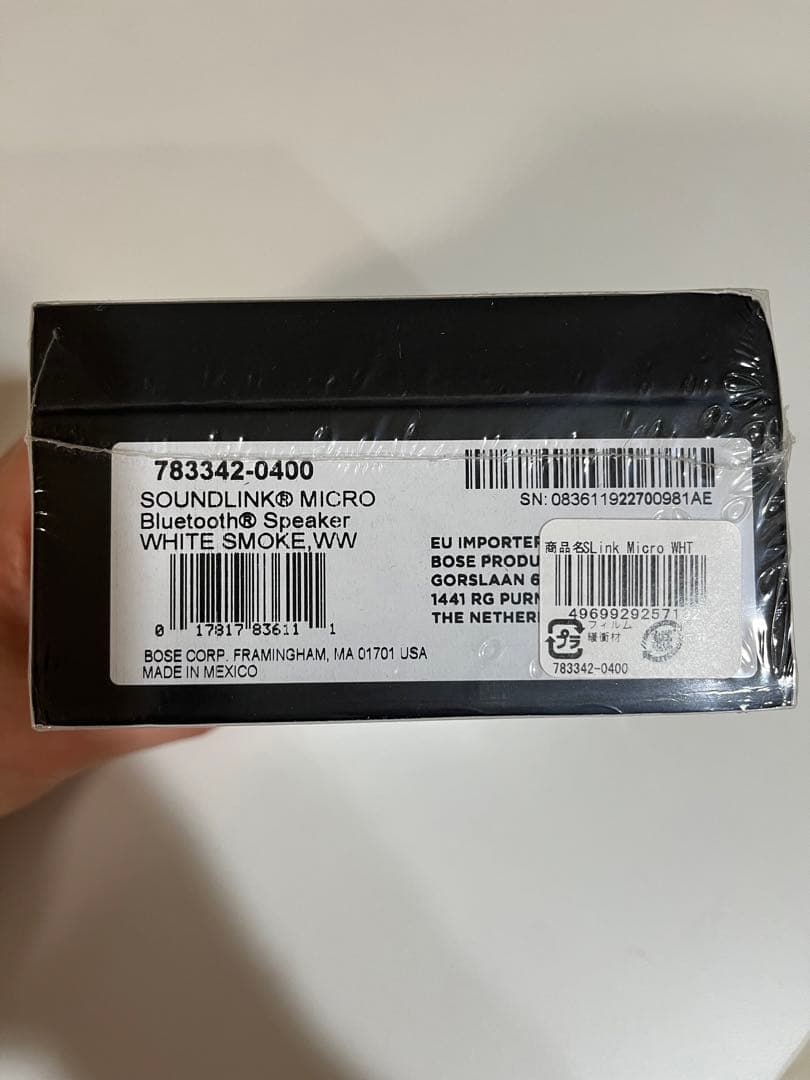 783342-0400
SOUNDLINK® MICRO
Bluetooth® Speaker
WHITE SMOKE,WW
0 17817 83611 1
BOSE CORP. FRAMINGHAM, MA 01701 USA
MADE IN MEXICO
SN: 083611922700981AE
EU IMPORTER
BOSE PRODU
GORSLAAN 6
1441 RG PURM
THE NETHER
商品名SLink Micro WHT
プラ
フィルム
緩衝材
783342-0400